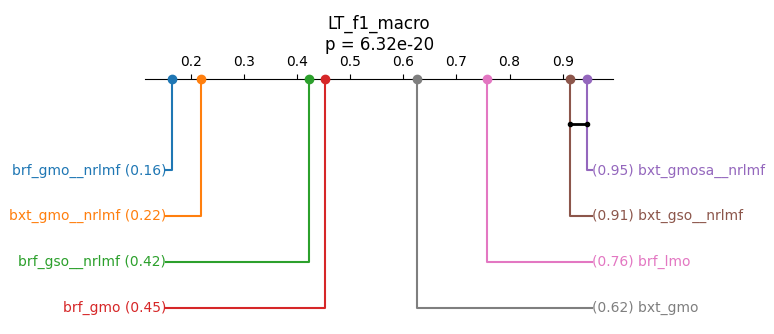 LT_f1_macro
p = 6.32e-20
0.2 0.3 0.4 0.5 0.6 0.7 0.8 0.9
brf_gmo__nrlmf (0.16) (0.95) bxt_gmosa__nrlmf
bxt_gmo__nrlmf (0.22) (0.91) bxt_gso__nrlmf
brf_gso__nrlmf (0.42) (0.76) brf_lmo
brf_gmo (0.45) (0.62) bxt_gmo